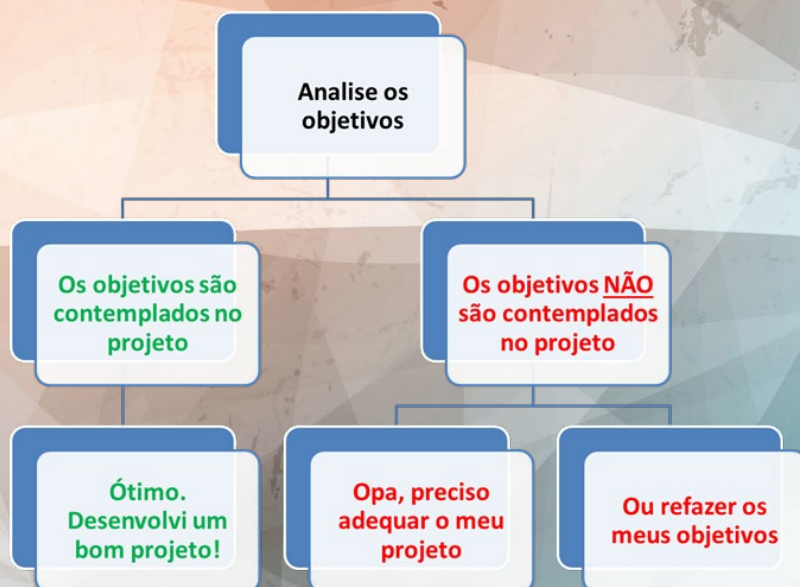 Analise os
objetivos
Os objetivos são
contemplados no
projeto
Os objetivos NÃO
são contemplados
no projeto
Ótimo.
Desenvolvi um
bom projeto!
Opa, preciso
adequar o meu
projeto
Ou refazer os
meus objetivos